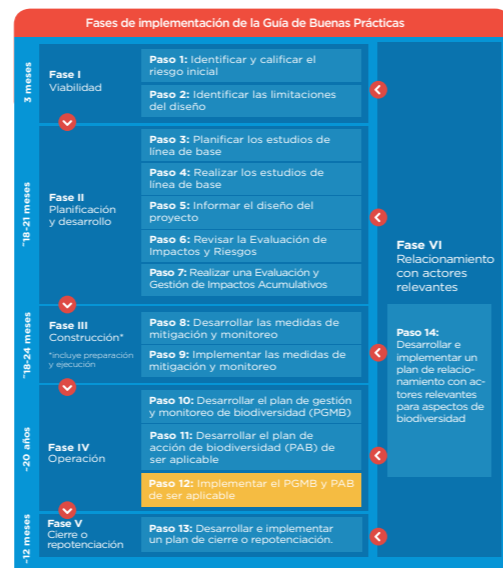 Fases de implementación de la Guía de Buenas Prácticas
3 meses
Fase I
Viabilidad
Paso 1: Identificar y calificar el
riesgo inicial
Paso 2: Identificar las limitaciones
del diseño
~18-21 meses
Fase II
Planificación
y desarrollo
Paso 3: Planificar los estudios de
línea de base
Paso 4: Realizar los estudios de
línea de base
Paso 5: Informar el diseño del
proyecto
Paso 6: Revisar la Evaluación de
Impactos y Riesgos
Paso 7: Realizar una Evaluación y
Gestión de Impactos Acumulativos
~18-24 meses
Fase III
Construcción*
*incluye preparación
y ejecución
Paso 8: Desarrollar las medidas de
mitigación y monitoreo
Paso 9: Implementar las medidas de
mitigación y monitoreo
~20 años
Fase IV
Operación
Paso 10: Desarrollar el plan de gestión
y monitoreo de biodiversidad (PGMB)
Paso 11: Desarrollar el plan de
acción de biodiversidad (PAB) de
ser aplicable
Paso 12: Implementar el PGMB y PAB
de ser aplicable
~12 meses
Fase V
Cierre o
repotenciación
Paso 13: Desarrollar e implementar
un plan de cierre o repotenciación.
Fase VI
Relacionamiento
con actores
relevantes
Paso 14:
Desarrollar e
implementar un
plan de relacio-
namiento con ac-
tores relevantes
para aspectos de
biodiversidad